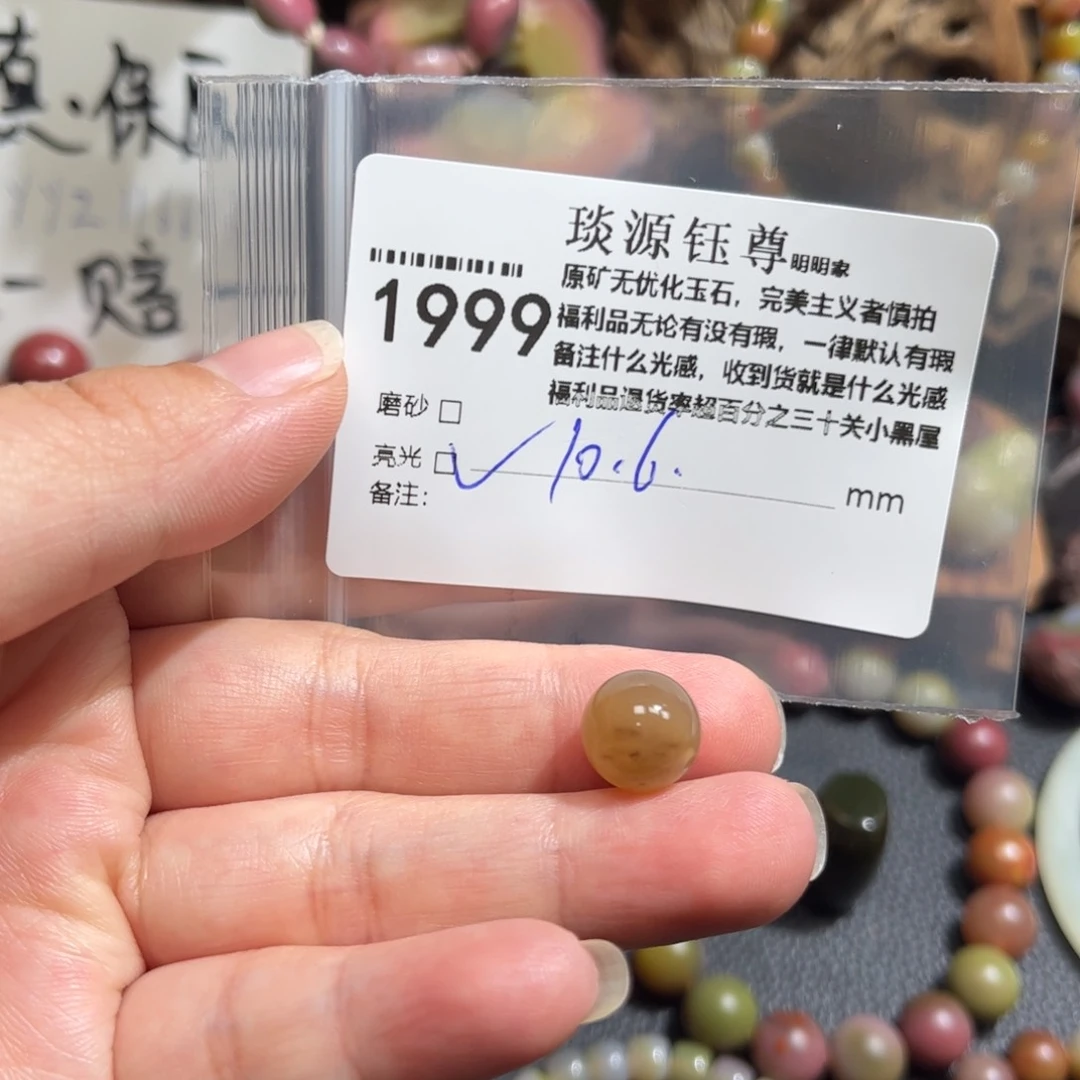 琰源钰尊明明家
原矿无优化玉石，完美主义者慎拍
1999
福利品无论有没有瑕，一律默认有瑕
备注什么光感，收到货就是什么光感
福利品退货率超百分之三十关小黑屋
磨砂 □
亮光 □ ✓ 10.6. mm
备注：
·保
赔